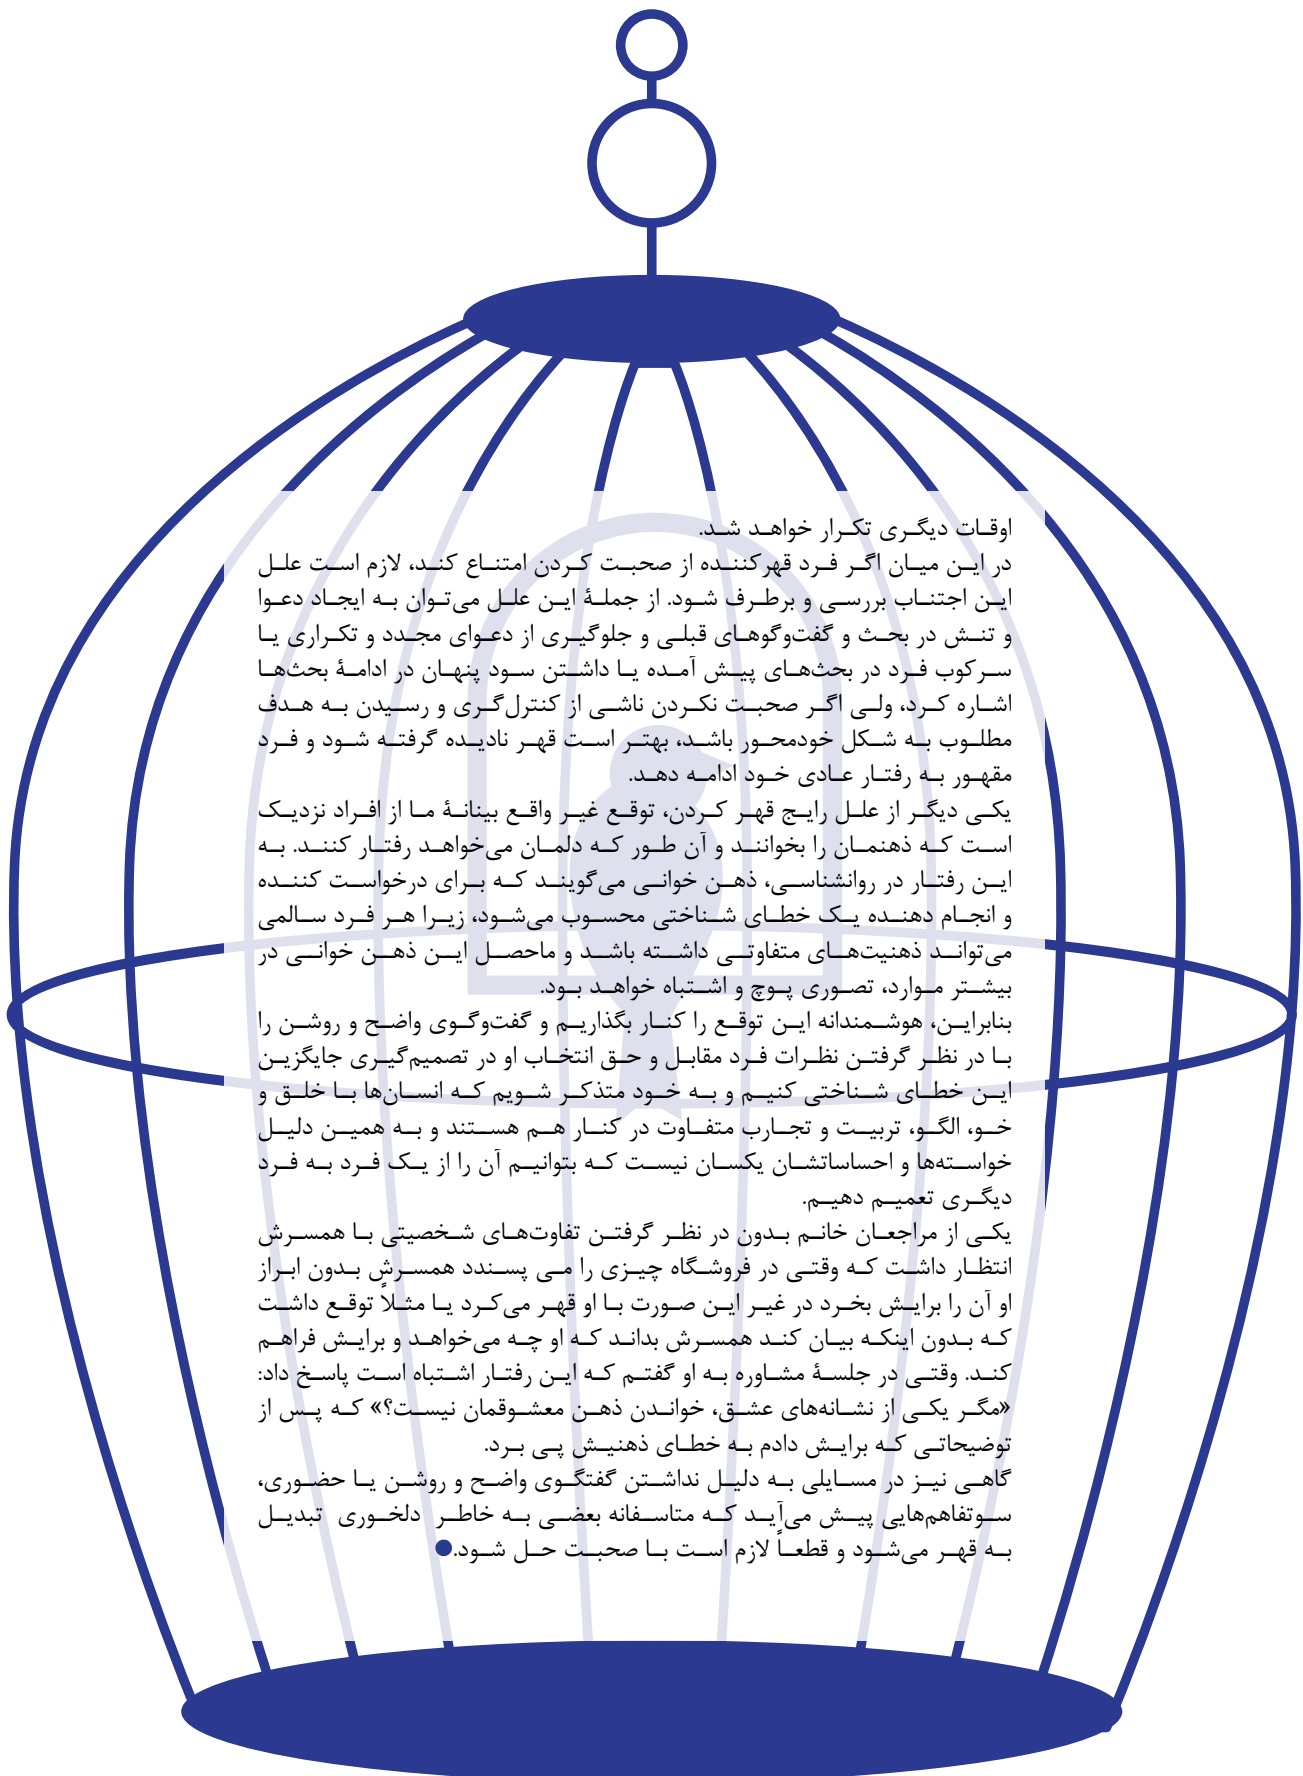 اوقات دیگری تکرار خواهد شد.
در این میان اگر فرد قهرکننده از صحبت کردن امتناع کند، لازم است علل
این اجتناب بررسی و برطرف شود. از جملهٔ این علل می‌توان به ایجاد دعوا
و تنش در بحث و گفت‌وگوهای قبلی و جلوگیری از دعوای مجدد و تکراری یا
سرکوب فرد در بحث‌های پیش آمده یا داشتن سود پنهان در ادامهٔ بحث‌ها
اشاره کرد، ولی اگر صحبت نکردن ناشی از کنترل‌گری و رسیدن به هدف
مطلوب به شکل خودمحور باشد، بهتر است قهر نادیده گرفته شود و فرد
مقهور به رفتار عادی خود ادامه دهد.
یکی دیگر از علل رایج قهر کردن، توقع غیر واقع بینانهٔ ما از افراد نزدیک
است که ذهنمان را بخوانند و آن طور که دلمان می‌خواهد رفتار کنند. به
این رفتار در روانشناسی، ذهن خوانی می‌گویند که برای درخواست کننده
و انجام دهنده یک خطای شناختی محسوب می‌شود، زیرا هر فرد سالمی
می‌تواند ذهنیت‌های متفاوتی داشته باشد و ماحصل این ذهن خوانی در
بیشتر موارد، تصوری پوچ و اشتباه خواهد بود.
بنابراین، هوشمندانه این توقع را کنار بگذاریم و گفت‌وگوی واضح و روشن را
با در نظر گرفتن نظرات فرد مقابل و حق انتخاب او در تصمیم‌گیری جایگزین
این خطای شناختی کنیم و به خود متذکر شویم که انسان‌ها با خلق و
خو، الگو، تربیت و تجارب متفاوت در کنار هم هستند و به همین دلیل
خواسته‌ها و احساساتشان یکسان نیست که بتوانیم آن را از یک فرد به فرد
دیگری تعمیم دهیم.
یکی از مراجعان خانم بدون در نظر گرفتن تفاوت‌های شخصیتی با همسرش
انتظار داشت که وقتی در فروشگاه چیزی را می پسندد همسرش بدون ابراز
او آن را برایش بخرد در غیر این صورت با او قهر می‌کرد یا مثلاً توقع داشت
که بدون اینکه بیان کند همسرش بداند که او چه می‌خواهد و برایش فراهم
کند. وقتی در جلسهٔ مشاوره به او گفتم که این رفتار اشتباه است پاسخ داد:
«مگر یکی از نشانه‌های عشق، خواندن ذهن معشوقمان نیست؟» که پس از
توضیحاتی که برایش دادم به خطای ذهنیش پی برد.
گاهی نیز در مسایلی به دلیل نداشتن گفتگوی واضح و روشن یا حضوری،
سوتفاهم‌هایی پیش می‌آید که متاسفانه بعضی به خاطر دلخوری تبدیل
به قهر می‌شود و قطعاً لازم است با صحبت حل شود.